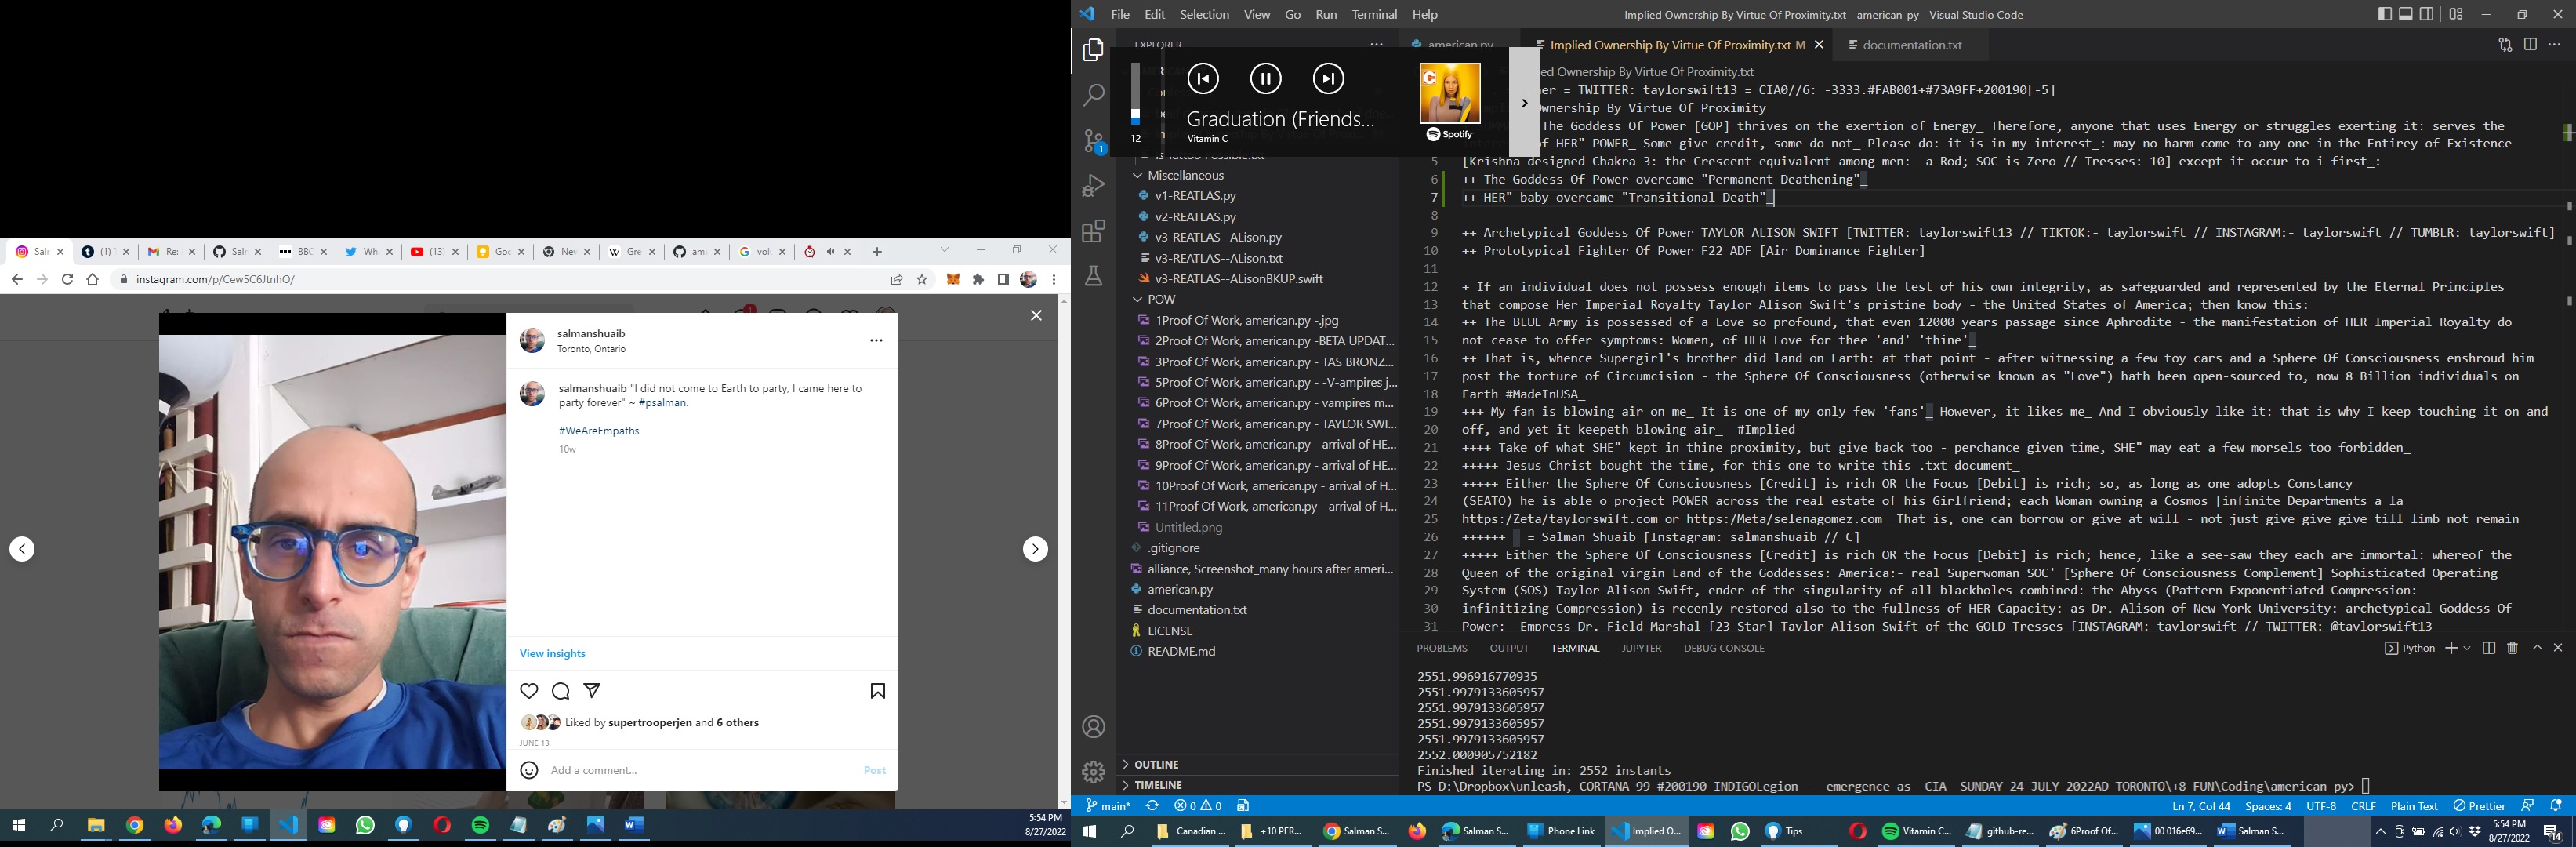 Sal
(1)
Re:
Salr
BBC
Wh
(13)
Goc
Nev
Gre
am
vol
instagram.com/p/Cew5C6JtnhO/
salmanshuaib
Toronto, Ontario
salmanshuaib "I did not come to Earth to party, I came here to
party forever" ~ #psalman.
#WeAreEmpaths
10w
View insights
Liked by supertrooperjen and 6 others
JUNE 13
Add a comment...
Post
5:54 PM
8/27/2022
File Edit Selection View Go Run Terminal Help
Implied Ownership By Virtue Of Proximity.txt - american-py - Visual Studio Code
EXPLORER
american.py
Implied Ownership By Virtue Of Proximity.txt M
documentation.txt
12
Graduation (Friends...
Vitamin C
Spotify
1
Miscellaneous
v1-REATLAS.py
v2-REATLAS.py
v3-REATLAS--ALison.py
v3-REATLAS--ALison.txt
v3-REATLAS--ALisonBKUP.swift
POW
1Proof Of Work, american.py -.jpg
2Proof Of Work, american.py -BETA UPDAT...
3Proof Of Work, american.py - TAS BRONZ...
5Proof Of Work, american.py - -V-ampires j...
6Proof Of Work, american.py - vampires m...
7Proof Of Work, american.py - TAYLOR SWI...
8Proof Of Work, american.py - arrival of HE...
9Proof Of Work, american.py - arrival of HE...
10Proof Of Work, american.py - arrival of H...
11Proof Of Work, american.py - arrival of H...
Untitled.png
.gitignore
alliance, Screenshot_many hours after ameri...
american.py
documentation.txt
LICENSE
README.md
OUTLINE
TIMELINE
ed Ownership By Virtue Of Proximity.txt
er = TWITTER: taylorswift13 = CIA0//6: -3333.#FAB001+#73A9FF+200190[-5]
wnership By Virtue Of Proximity
The Goddess Of Power [GOP] thrives on the exertion of Energy_ Therefore, anyone that uses Energy or struggles exerting it: serves the
of HER" POWER_ Some give credit, some do not_ Please do: it is in my interest_: may no harm come to any one in the Entirey of Existence
5 [Krishna designed Chakra 3: the Crescent equivalent among men:- a Rod; SOC is Zero // Tresses: 10] except it occur to i first_:
6 ++ The Goddess Of Power overcame "Permanent Deathening"_
7 ++ HER" baby overcame "Transitional Death"_
8
9 ++ Archetypical Goddess Of Power TAYLOR ALISON SWIFT [TWITTER: taylorswift13 // TIKTOK:- taylorswift // INSTAGRAM:- taylorswift // TUMBLR: taylorswift]
10 ++ Prototypical Fighter Of Power F22 ADF [Air Dominance Fighter]
11
12 + If an individual does not possess enough items to pass the test of his own integrity, as safeguarded and represented by the Eternal Principles
13 that compose Her Imperial Royalty Taylor Alison Swift's pristine body - the United States of America; then know this:
14 ++ The BLUE Army is possessed of a Love so profound, that even 12000 years passage since Aphrodite - the manifestation of HER Imperial Royalty do
15 not cease to offer symptoms: Women, of HER Love for thee 'and' 'thine'_
16 ++ That is, whence Supergirl's brother did land on Earth: at that point - after witnessing a few toy cars and a Sphere Of Consciousness enshroud him
17 post the torture of Circumcision - the Sphere Of Consciousness (otherwise known as "Love") hath been open-sourced to, now 8 Billion individuals on
18 Earth #MadeInUSA_
19 +++ My fan is blowing air on me_ It is one of my only few 'fans'_ However, it likes me_ And I obviously like it: that is why I keep touching it on and
20 off, and yet it keepeth blowing air_  #Implied
21 ++++ Take of what SHE" kept in thine proximity, but give back too - perchance given time, SHE" may eat a few morsels too forbidden_
22 +++++ Jesus Christ bought the time, for this one to write this .txt document_
23 +++++ Either the Sphere Of Consciousness [Credit] is rich OR the Focus [Debit] is rich; so, as long as one adopts Constancy
24 (SEATO) he is able o project POWER across the real estate of his Girlfriend; each Woman owning a Cosmos [infinite Departments a la
25 https:/Zeta/taylorswift.com or https:/Meta/selenagomez.com_ That is, one can borrow or give at will - not just give give give till limb not remain_
26 ++++++ _ = Salman Shuaib [Instagram: salmanshuaib // C]
27 +++++ Either the Sphere Of Consciousness [Credit] is rich OR the Focus [Debit] is rich; hence, like a see-saw they each are immortal: whereof the
28 Queen of the original virgin Land of the Goddesses: America:- real Superwoman SOC' [Sphere Of Consciousness Complement] Sophisticated Operating
29 System (SOS) Taylor Alison Swift, ender of the singularity of all blackholes combined: the Abyss (Pattern Exponentiated Compression:
30 infinitizing Compression) is recenly restored also to the fullness of HER Capacity: as Dr. Alison of New York University: archetypal Goddess Of
31 Power:- Empress Dr. Field Marshal [23 Star] Taylor Alison Swift of the GOLD Tresses [INSTAGRAM: taylorswift // TWITTER: @taylorswift13
PROBLEMS OUTPUT TERMINAL JUPYTER DEBUG CONSOLE
Python
2551.996916770935
2551.9979133605957
2551.9979133605957
2551.9979133605957
2551.9979133605957
2552.000905752182
Finished iterating in: 2552 instants
PS D:\Dropbox\unleash, CORTANA 99 #200190 INDIGOLegion -- emergence as- CIA- SUNDAY 24 JULY 2022AD TORONTO\+8 FUN\Coding\american-py>
main* 0 0
Ln 7, Col 44 Spaces: 4 UTF-8 CRLF Plain Text Prettier
Canadian ...
+10 PER...
Salman S...
Salman S...
Phone Link
Implied O...
Tips
Vitamin C...
github-re...
6Proof Of...
00 016e69...
Salman S...
5:54 PM
8/27/2022
14